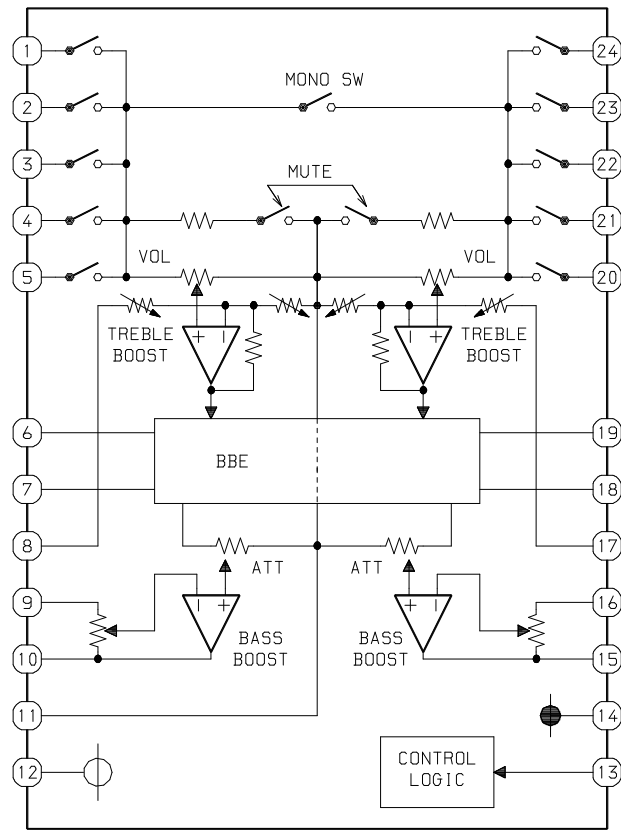 1
24
MONO SW
2
23
3
22
MUTE
4
21
VOL
VOL
5
20
+ − − +
TREBLE
BOOST
TREBLE
BOOST
6
19
BBE
7
18
8
17
ATT
ATT
9
16
− + + −
BASS
BOOST
BASS
BOOST
10
15
11
14
CONTROL
LOGIC
12
13